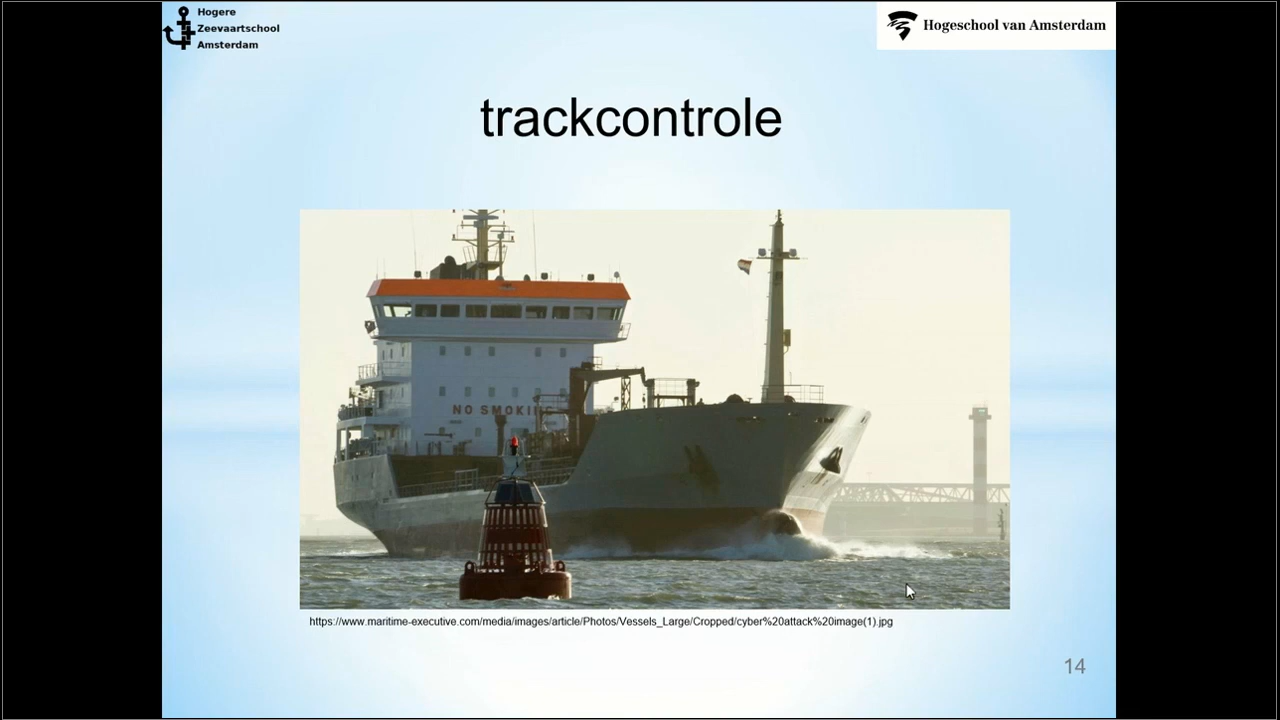 Hogere
Zeevaartschool
Amsterdam
Hogeschool van Amsterdam
trackcontrole
NO SMOKING
https://www.maritime-executive.com/media/images/article/Photos/Vessels_Large/Cropped/cyber%20attack%20image(1).jpg
14